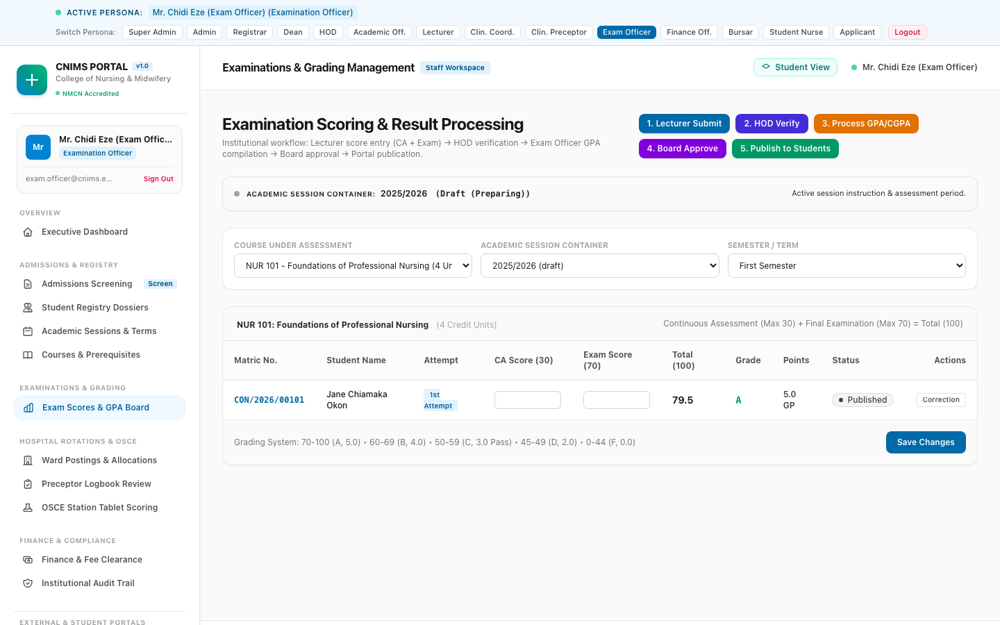 ACTIVE PERSONA: Mr. Chidi Eze (Exam Officer) (Examination Officer)
Switch Persona: Super Admin Admin Registrar Dean HOD Academic Off. Lecturer Clin. Coord. Clin. Preceptor Exam Officer Finance Off. Bursar Student Nurse Applicant Logout
CNIMS PORTAL v1.0
College of Nursing & Midwifery
NMCN Accredited
Mr
Mr. Chidi Eze (Exam Offic...
Examination Officer
exam.officer@cnims.e... Sign Out
OVERVIEW
Executive Dashboard
ADMISSIONS & REGISTRY
Admissions Screening Screen
Student Registry Dossiers
Academic Sessions & Terms
Courses & Prerequisites
EXAMINATIONS & GRADING
Exam Scores & GPA Board
HOSPITAL ROTATIONS & OSCE
Ward Postings & Allocations
Preceptor Logbook Review
OSCE Station Tablet Scoring
FINANCE & COMPLIANCE
Finance & Fee Clearance
Institutional Audit Trail
EXTERNAL & STUDENT PORTALS
Examinations & Grading Management Staff Workspace
Student View
Mr. Chidi Eze (Exam Officer)
Examination Scoring & Result Processing
Institutional workflow: Lecturer score entry (CA + Exam) → HOD verification → Exam Officer GPA
compilation → Board approval → Portal publication.
1. Lecturer Submit 2. HOD Verify 3. Process GPA/CGPA
4. Board Approve 5. Publish to Students
ACADEMIC SESSION CONTAINER: 2025/2026 (Draft (Preparing))
Active session instruction & assessment period.
COURSE UNDER ASSESSMENT ACADEMIC SESSION CONTAINER SEMESTER / TERM
NUR 101 - Foundations of Professional Nursing (4 Ur 2025/2026 (draft) First Semester
NUR 101: Foundations of Professional Nursing (4 Credit Units)
Continuous Assessment (Max 30) + Final Examination (Max 70) = Total (100)
Matric No. Student Name Attempt CA Score (30) Exam Score (70) Total (100) Grade Points Status Actions
CON/2026/00101 Jane Chiamaka Okon 1st Attempt 79.5 A 5.0 GP Published Correction
Grading System: 70-100 (A, 5.0) • 60-69 (B, 4.0) • 50-59 (C, 3.0 Pass) • 45-49 (D, 2.0) • 0-44 (F, 0.0)
Save Changes